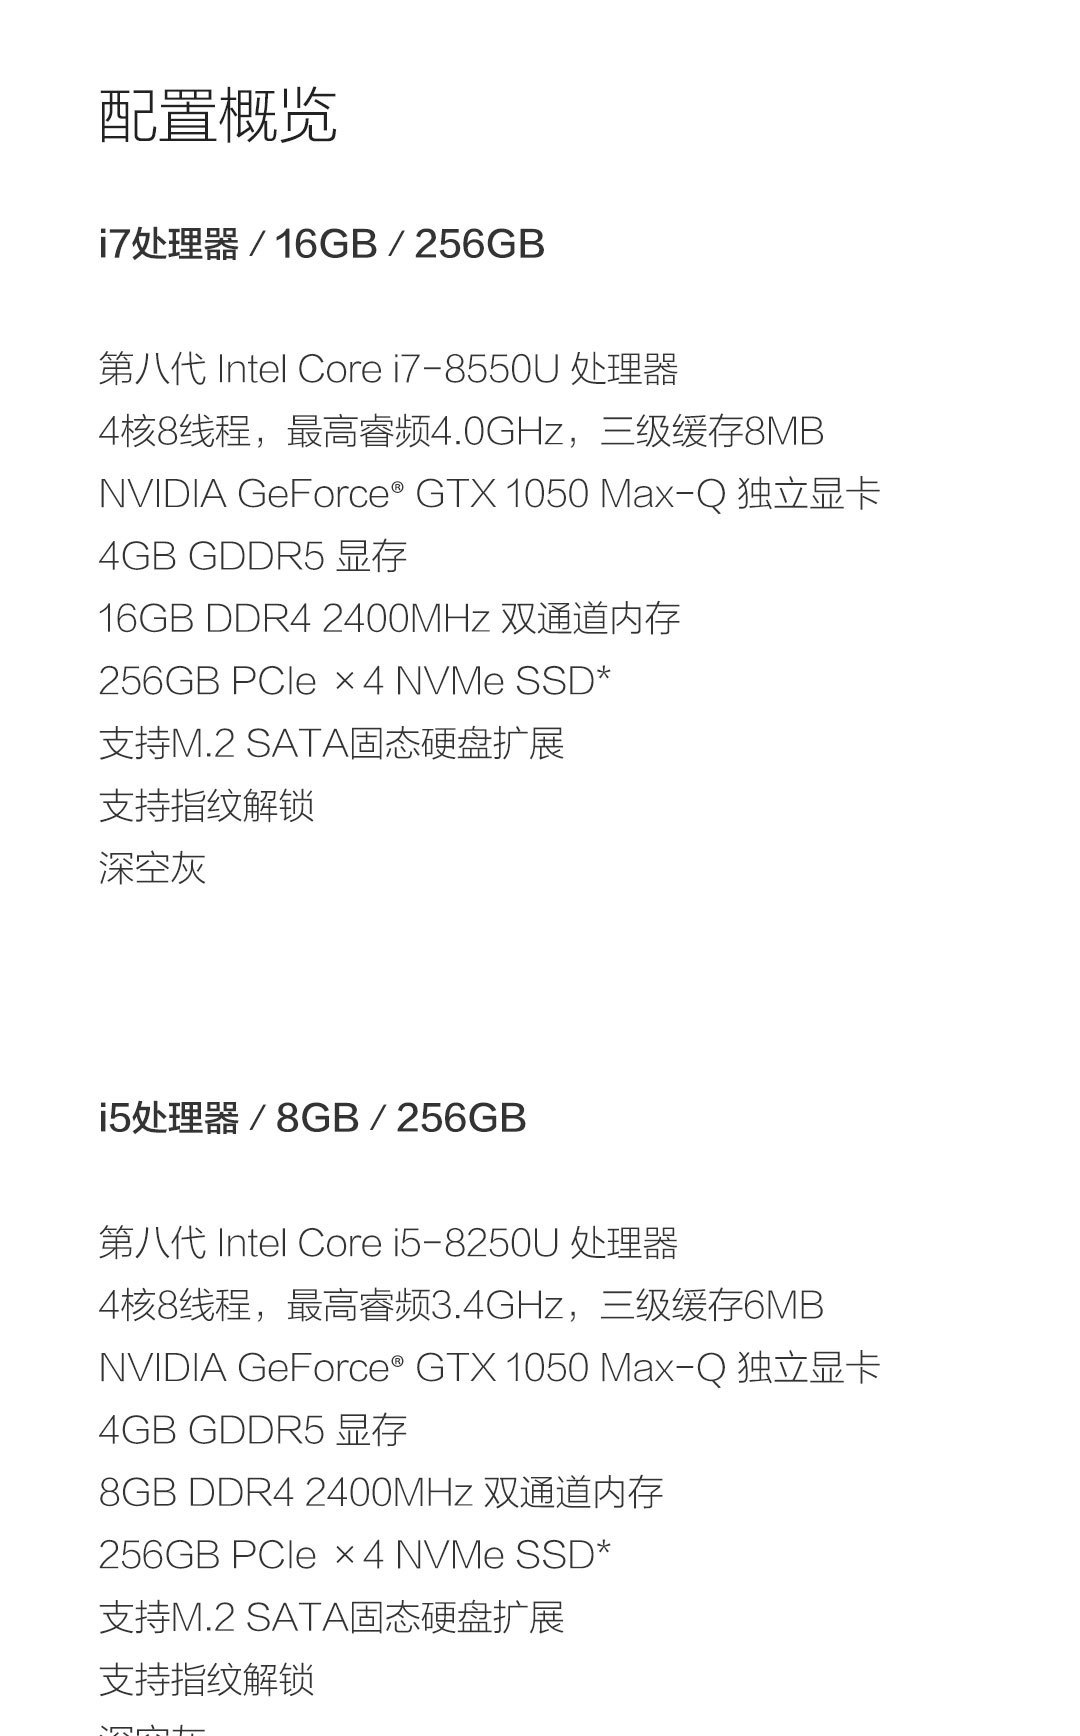 配置概览
i7处理器 / 16GB / 256GB
第八代 Intel Core i7-8550U 处理器
4核8线程，最高睿频4.0GHz，三级缓存8MB
NVIDIA GeForce® GTX 1050 Max-Q 独立显卡
4GB GDDR5 显存
16GB DDR4 2400MHz 双通道内存
256GB PCIe ×4 NVMe SSD*
支持M.2 SATA固态硬盘扩展
支持指纹解锁
深空灰
i5处理器 / 8GB / 256GB
第八代 Intel Core i5-8250U 处理器
4核8线程，最高睿频3.4GHz，三级缓存6MB
NVIDIA GeForce® GTX 1050 Max-Q 独立显卡
4GB GDDR5 显存
8GB DDR4 2400MHz 双通道内存
256GB PCIe ×4 NVMe SSD*
支持M.2 SATA固态硬盘扩展
支持指纹解锁